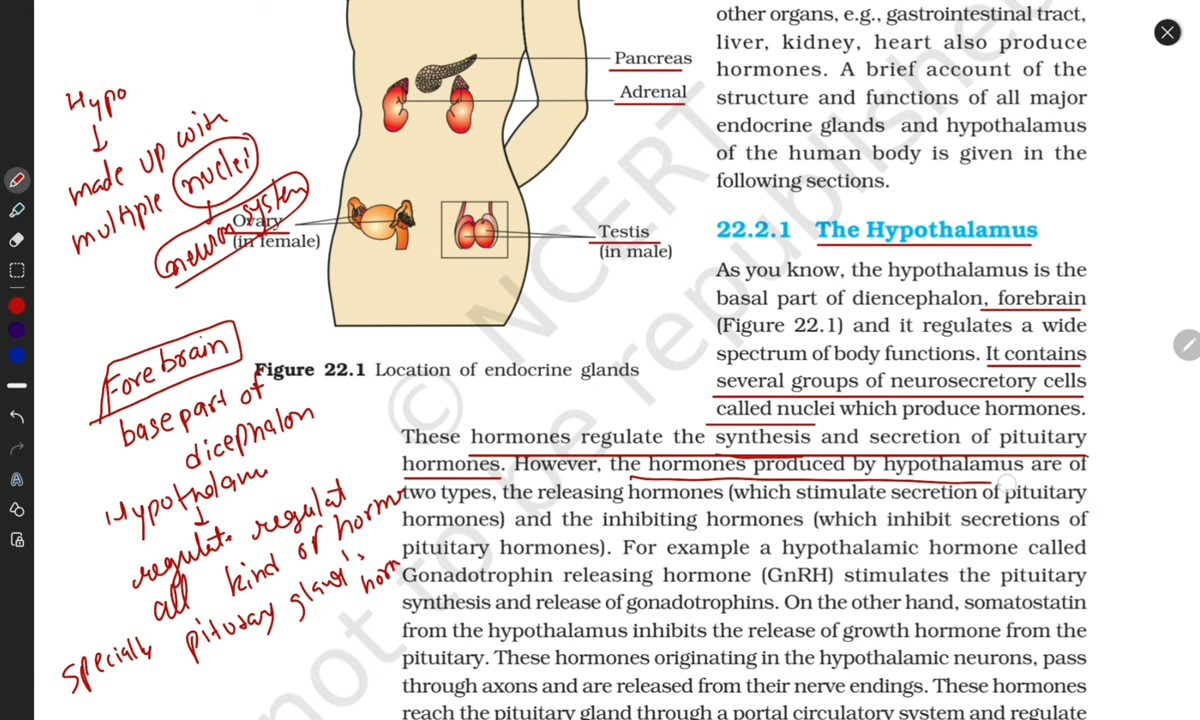 other organs, e.g., gastrointestinal tract,
liver, kidney, heart also produce
hormones. A brief account of the
structure and functions of all major
endocrine glands and hypothalamus
of the human body is given in the
following sections.
Pancreas
Adrenal
Ovary
(in female)
Testis
(in male)
Hypo
made up with
multiple nuclei
neuron system
22.2.1 The Hypothalamus
As you know, the hypothalamus is the
basal part of diencephalon, forebrain
(Figure 22.1) and it regulates a wide
spectrum of body functions. It contains
several groups of neurosecretory cells
called nuclei which produce hormones.
Figure 22.1 Location of endocrine glands
These hormones regulate the synthesis and secretion of pituitary
hormones. However, the hormones produced by hypothalamus are of
two types, the releasing hormones (which stimulate secretion of pituitary
hormones) and the inhibiting hormones (which inhibit secretions of
pituitary hormones). For example a hypothalamic hormone called
Gonadotrophin releasing hormone (GnRH) stimulates the pituitary
synthesis and release of gonadotrophins. On the other hand, somatostatin
from the hypothalamus inhibits the release of growth hormone from the
pituitary. These hormones originating in the hypothalamic neurons, pass
through axons and are released from their nerve endings. These hormones
reach the pituitary gland through a portal circulatory system and regulate
Forebrain
base part of
dicephalon
Hypothalam
regulate regulat
all kind of hormo
specially pitutary gland's horm
© NCERT
not to be republished